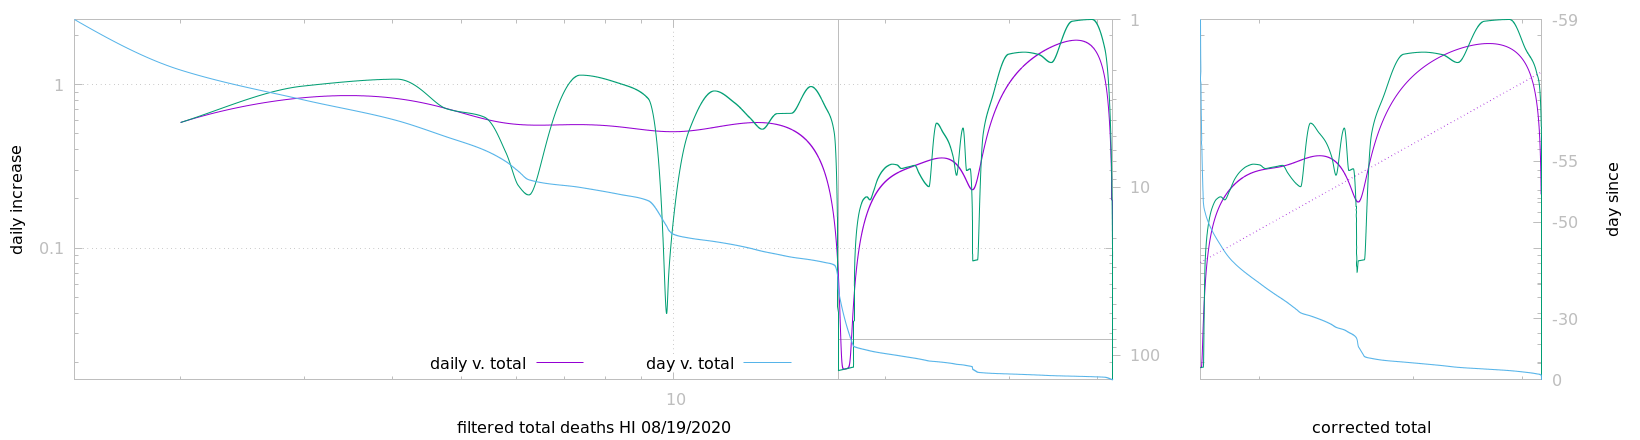 daily increase
1
0.1
daily v. total
day v. total
10
filtered total deaths HI 08/19/2020
1
10
100
-59
-55
-50
-30
0
day since
corrected total